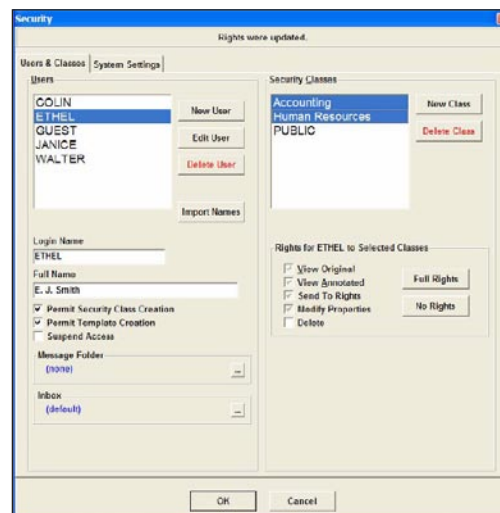 Security
Rights were updated.
Users & Classes
System Settings
Users
COLIN
ETHEL
GUEST
JANICE
WALTER
New User
Edit User
Delete User
Import Names
Login Name
ETHEL
Full Name
E. J. Smith
Permit Security Class Creation
Permit Template Creation
Suspend Access
Message Folder
(none)
...
Inbox
(default)
...
Security Classes
Accounting
Human Resources
PUBLIC
New Class
Delete Class
Rights for ETHEL to Selected Classes
View Original
View Annotated
Send To Rights
Modify Properties
Delete
Full Rights
No Rights
OK
Cancel